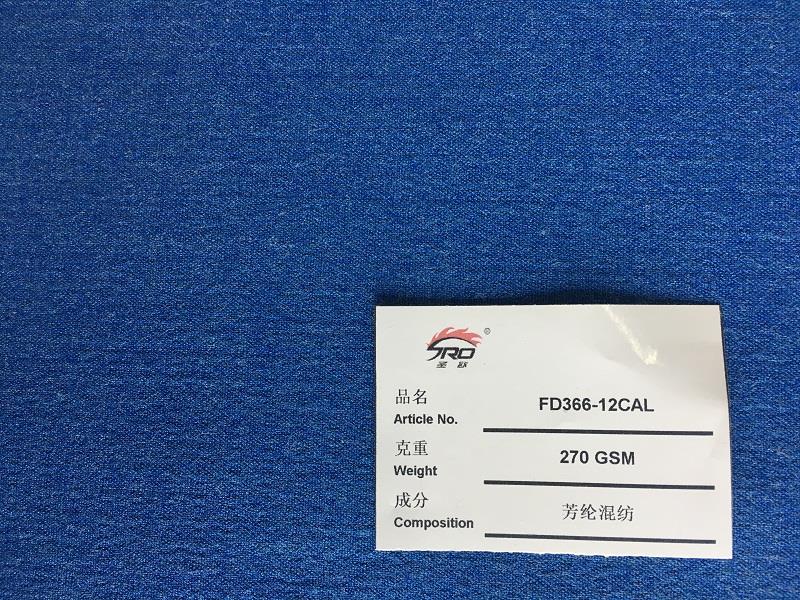 SRO
®
圣欧
品名
Article No.
FD366-12CAL
克重
Weight
270 GSM
成分
Composition
芳纶混纺